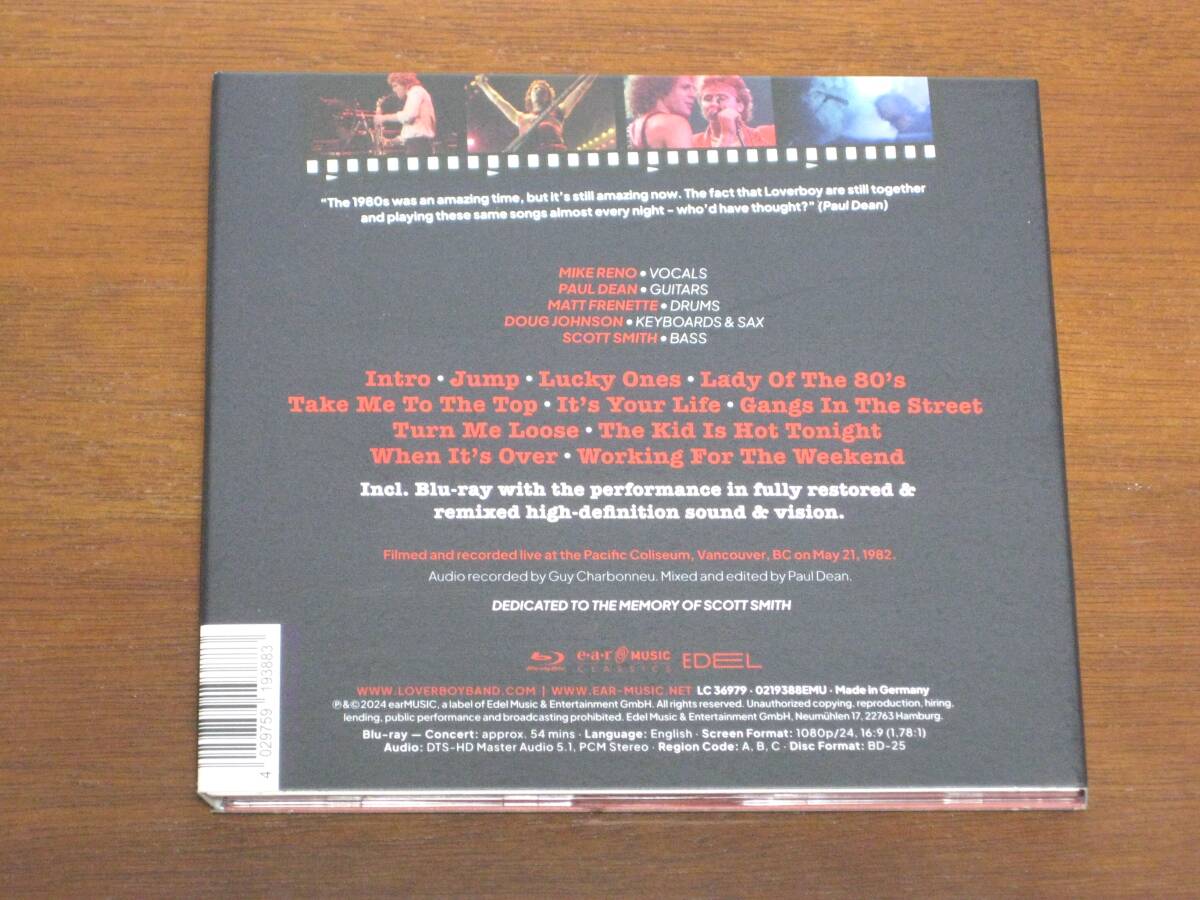 "The 1980s was an amazing time, but it's still amazing now. The fact that Loverboy are still together
and playing these same songs almost every night – who'd have thought?" (Paul Dean)
MIKE RENO • VOCALS
PAUL DEAN • GUITARS
MATT FRENETTE • DRUMS
DOUG JOHNSON • KEYBOARDS & SAX
SCOTT SMITH • BASS
Intro • Jump • Lucky Ones • Lady Of The 80's
Take Me To The Top • It's Your Life • Gangs In The Street
Turn Me Loose • The Kid Is Hot Tonight
When It's Over • Working For The Weekend
Incl. Blu-ray with the performance in fully restored &
remixed high-definition sound & vision.
Filmed and recorded live at the Pacific Coliseum, Vancouver, BC on May 21, 1982.
Audio recorded by Guy Charbonneu. Mixed and edited by Paul Dean.
DEDICATED TO THE MEMORY OF SCOTT SMITH
Blu-ray Disc e·a·r MUSIC EDEL
CLASSICS
WWW.LOVERBOYBAND.COM | WWW.EAR-MUSIC.NET LC 36979 · 0219388EMU · Made in Germany
℗&©2024 earMUSIC, a label of Edel Music & Entertainment GmbH. All rights reserved. Unauthorized copying, reproduction, hiring,
lending, public performance and broadcasting prohibited. Edel Music & Entertainment GmbH, Neumühlen 17, 22763 Hamburg.
Blu-ray — Concert: approx. 54 mins · Language: English · Screen Format: 1080p/24, 16:9 (1,78:1)
Audio: DTS-HD Master Audio 5.1, PCM Stereo · Region Code: A, B, C · Disc Format: BD-25
4 029759 193883